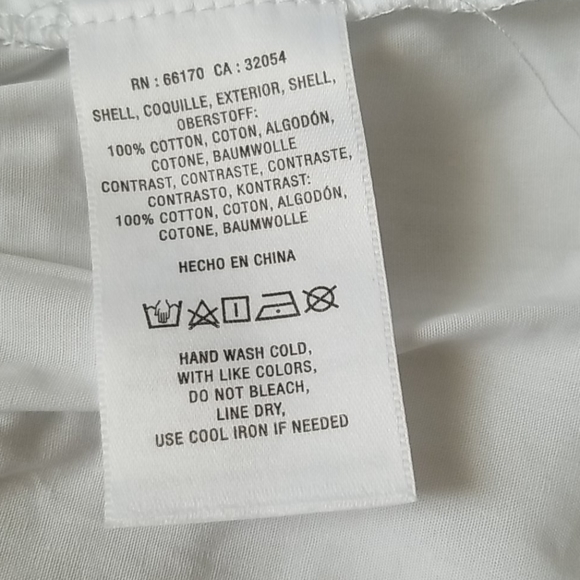 RN : 66170 CA : 32054
SHELL, COQUILLE, EXTERIOR, SHELL,
OBERSTOFF:
100% COTTON, COTON, ALGODÓN,
COTONE, BAUMWOLLE
CONTRAST, CONTRASTE, CONTRASTE,
CONTRASTO, KONTRAST:
100% COTTON, COTON, ALGODÓN,
COTONE, BAUMWOLLE
HECHO EN CHINA
HAND WASH COLD,
WITH LIKE COLORS,
DO NOT BLEACH,
LINE DRY,
USE COOL IRON IF NEEDED